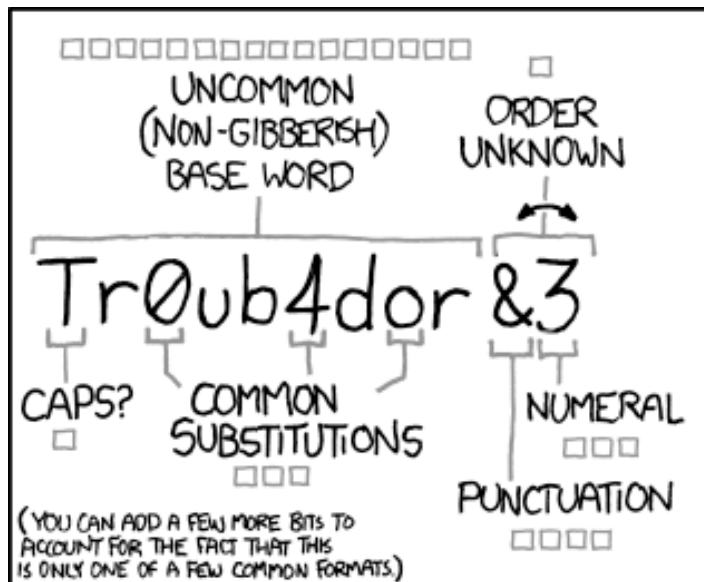 UNCOMMON
(NON-GIBBERISH)
BASE WORD
ORDER
UNKNOWN
Tr0ub4dor &3
CAPS?
COMMON
SUBSTITUTIONS
NUMERAL
PUNCTUATION
(YOU CAN ADD A FEW MORE BITS TO
ACCOUNT FOR THE FACT THAT THIS
IS ONLY ONE OF A FEW COMMON FORMATS.)